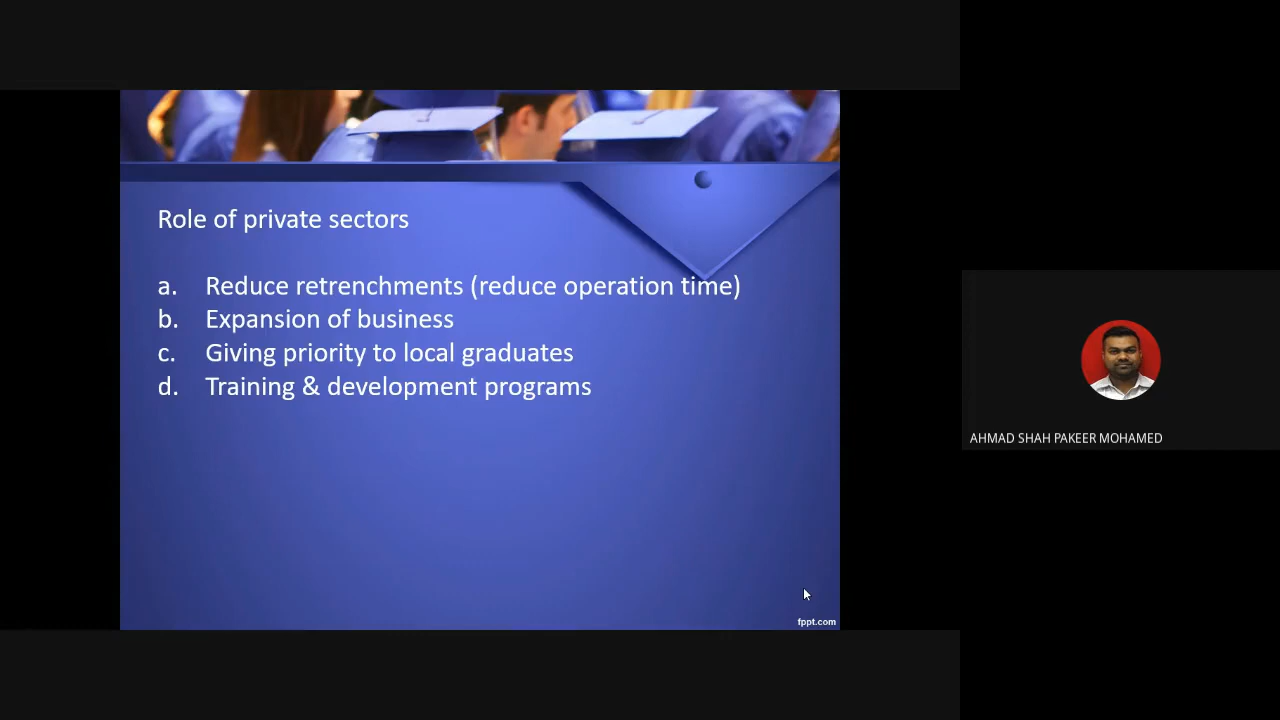 Role of private sectors
a. Reduce retrenchments (reduce operation time)
b. Expansion of business
c. Giving priority to local graduates
d. Training & development programs
AHMAD SHAH PAKEER MOHAMED
fppt.com